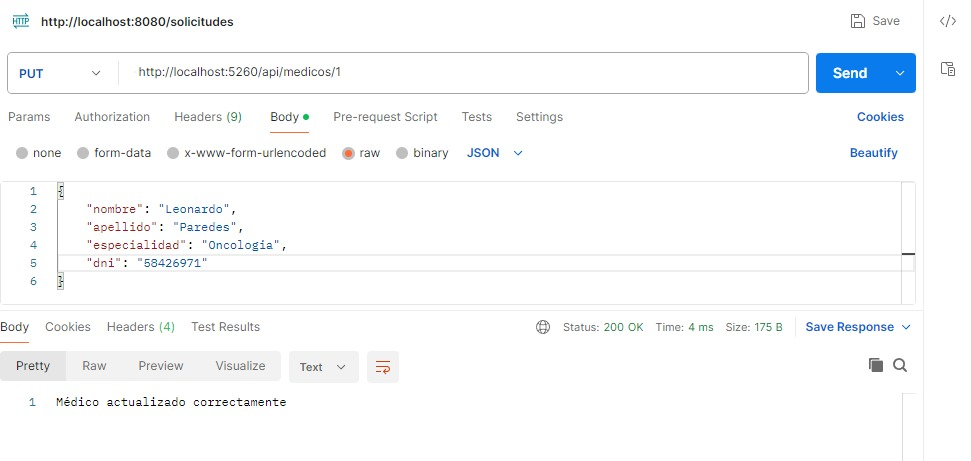 HTTP http://localhost:8080/solicitudes Save </>
PUT http://localhost:5260/api/medicos/1 Send
Params Authorization Headers (9) Body Pre-request Script Tests Settings Cookies
none form-data x-www-form-urlencoded raw binary JSON Beautify
1 {
2 "nombre": "Leonardo",
3 "apellido": "Paredes",
4 "especialidad": "Oncologia",
5 "dni": "58426971"
6 }
Body Cookies Headers (4) Test Results Status: 200 OK Time: 4 ms Size: 175 B Save Response
Pretty Raw Preview Visualize Text
1 Médico actualizado correctamente